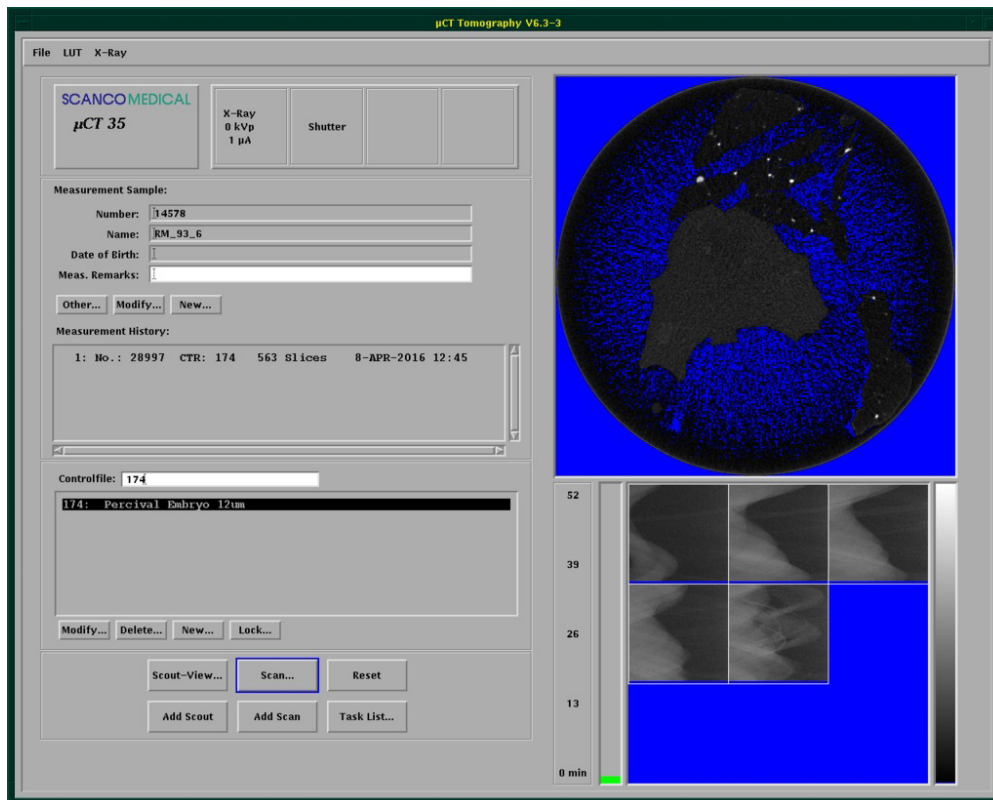 µCT Tomography V6.3-3
File LUT X-Ray
SCANCO MEDICAL
µCT 35
X-Ray
0 kVp
1 µA
Shutter
Measurement Sample:
Number: 14578
Name: RM_93_6
Date of Birth:
Meas. Remarks:
Other... Modify... New...
Measurement History:
1: No.: 28997 CTR: 174 563 Slices 8-APR-2016 12:45
Controlfile: 174
174: Percival Embryo 12um
Modify... Delete... New... Lock...
Scout-View... Scan... Reset
Add Scout Add Scan Task List...
52
39
26
13
0 min